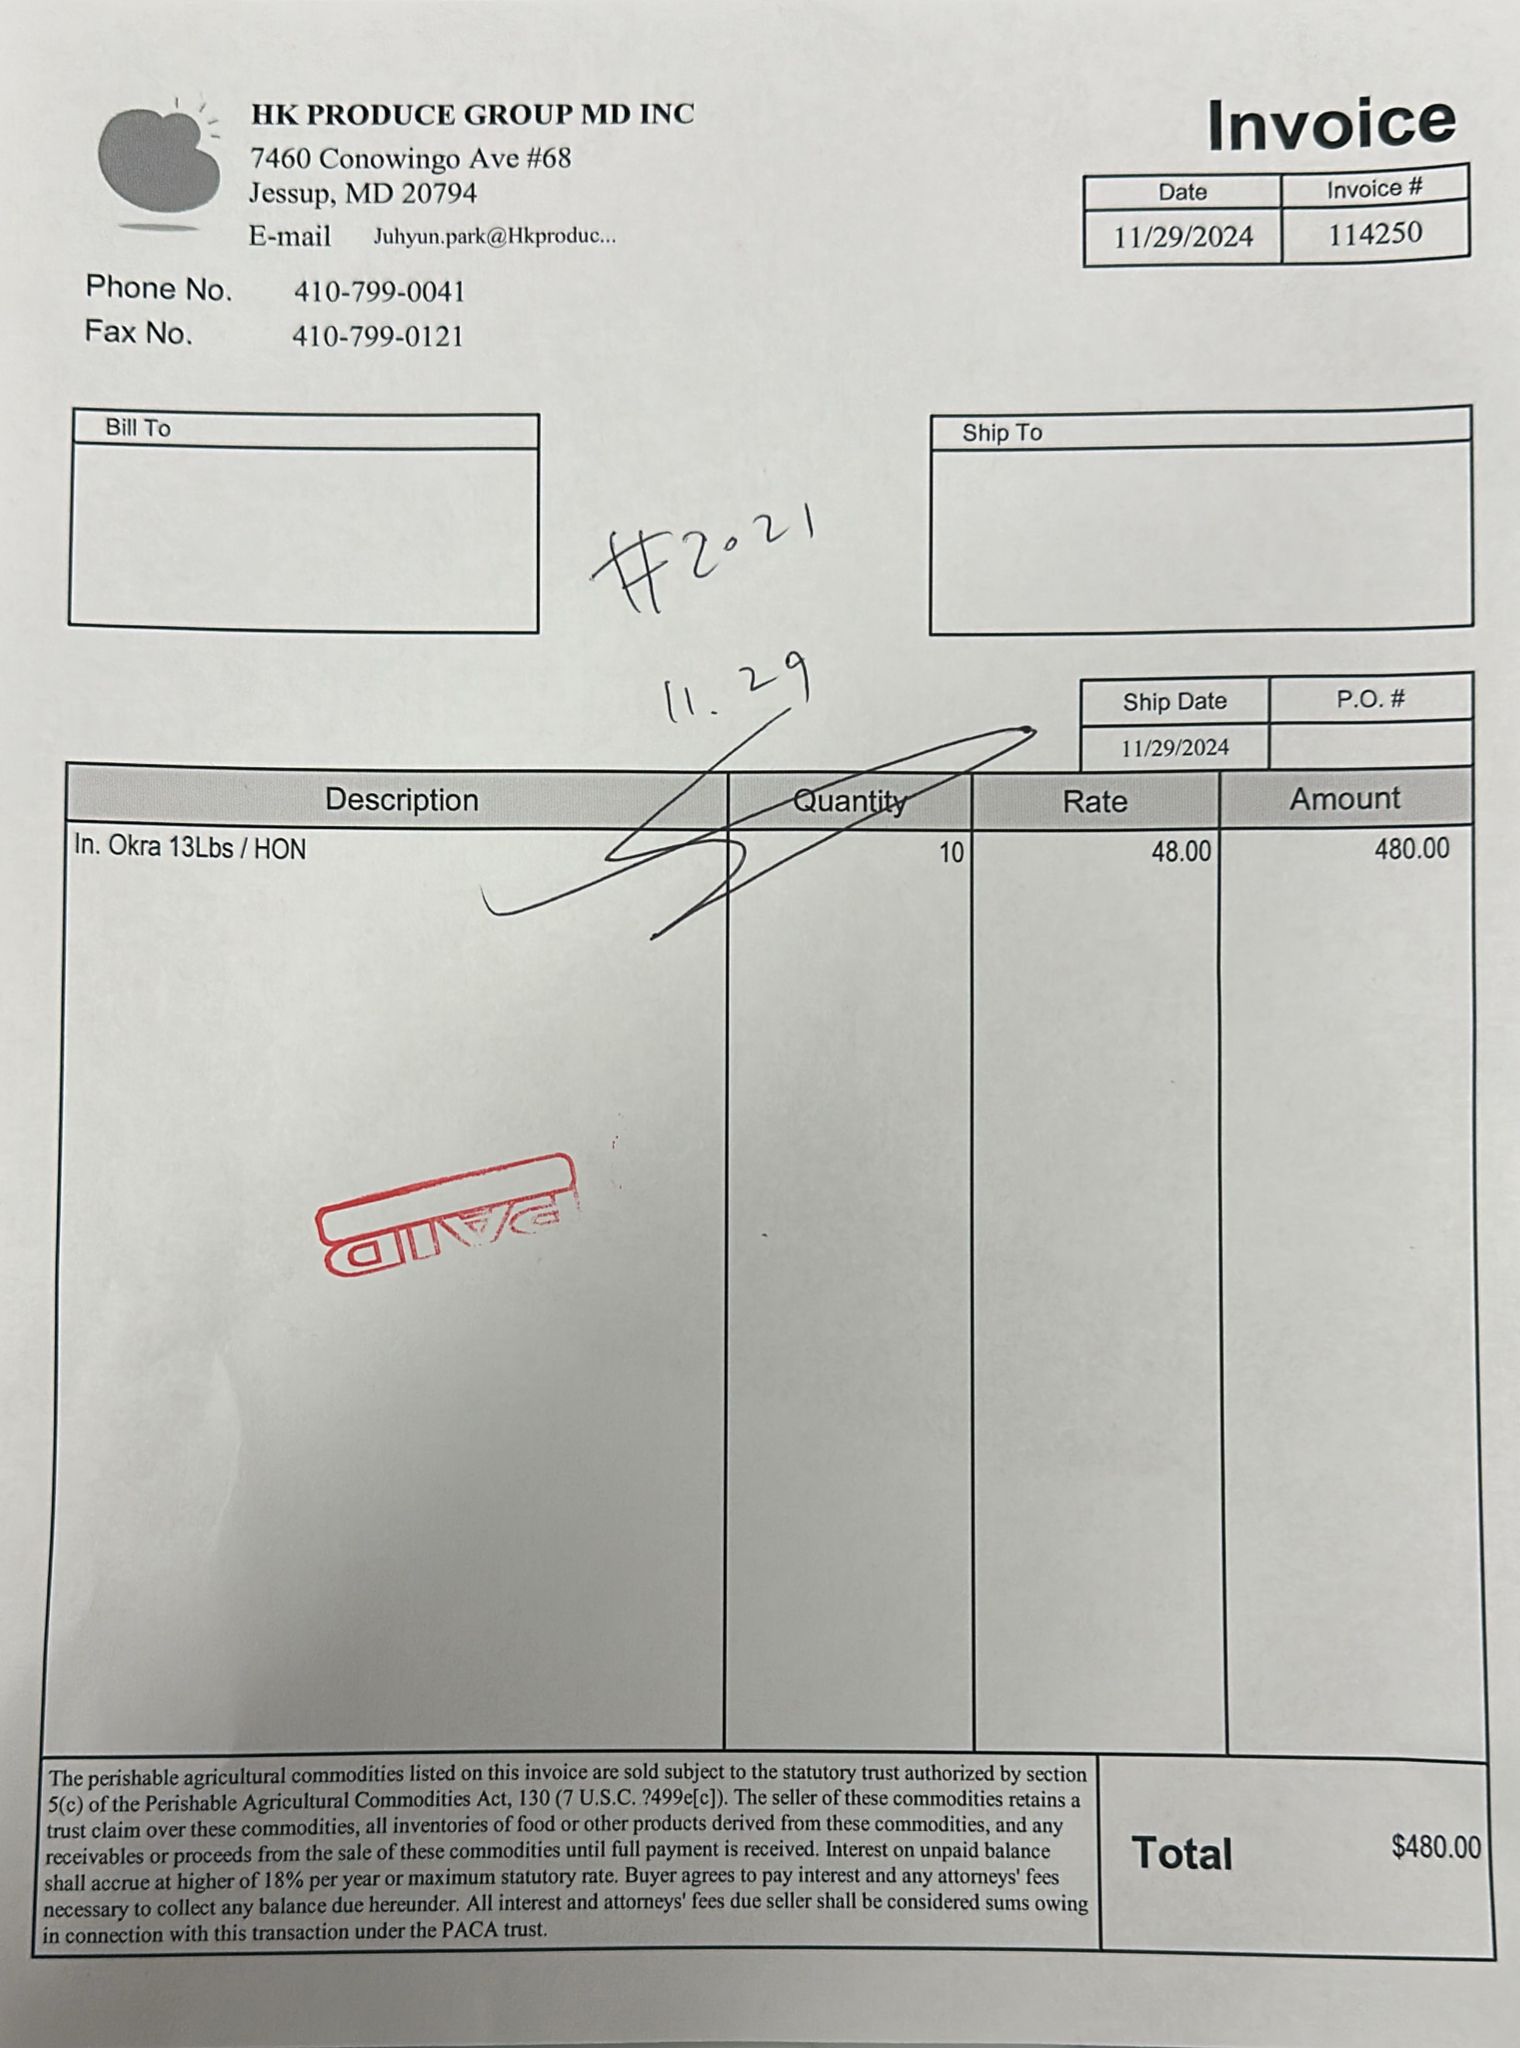 HK PRODUCE GROUP MD INC
7460 Conowingo Ave #68
Jessup, MD 20794
E-mail Juhyun.park@Hkproduc...
Phone No. 410-799-0041
Fax No. 410-799-0121
Invoice
Date Invoice #
11/29/2024 114250
Bill To
Ship To
#2021
11.29
Ship Date P.O. #
11/29/2024
Description Quantity Rate Amount
In. Okra 13Lbs / HON 10 48.00 480.00
PAID
The perishable agricultural commodities listed on this invoice are sold subject to the statutory trust authorized by section
5(c) of the Perishable Agricultural Commodities Act, 130 (7 U.S.C. ?499e[c]). The seller of these commodities retains a
trust claim over these commodities, all inventories of food or other products derived from these commodities, and any
receivables or proceeds from the sale of these commodities until full payment is received. Interest on unpaid balance
shall accrue at higher of 18% per year or maximum statutory rate. Buyer agrees to pay interest and any attorneys' fees
necessary to collect any balance due hereunder. All interest and attorneys' fees due seller shall be considered sums owing
in connection with this transaction under the PACA trust.
Total $480.00